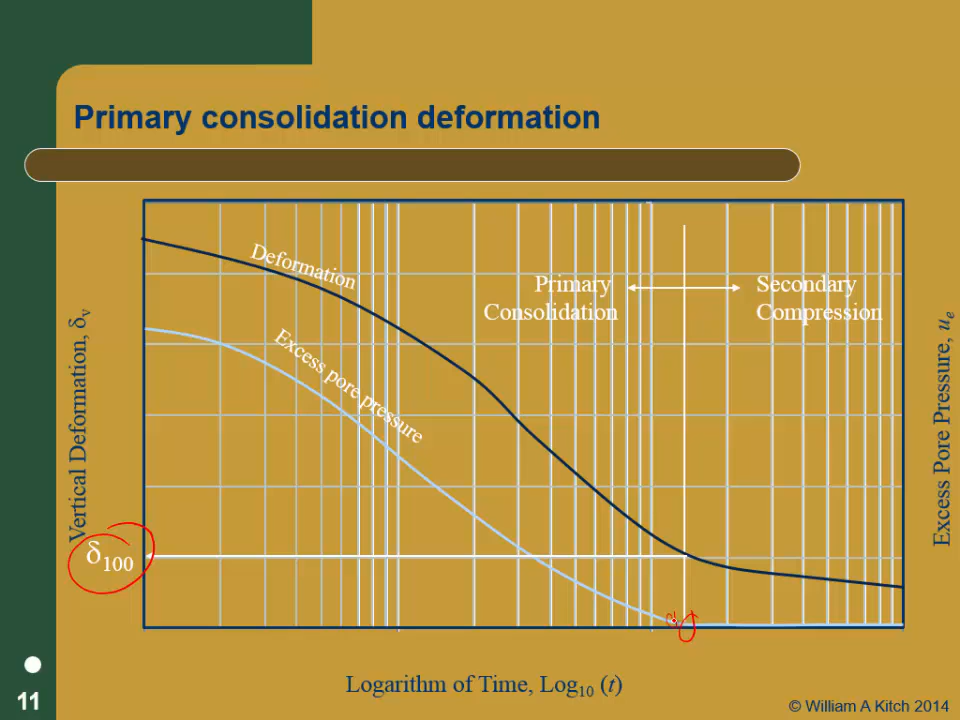 Primary consolidation deformation
Deformation
Primary
Consolidation
Secondary
Compression
Excess pore pressure
Vertical Deformation, δv
Excess Pore Pressure, ue
δ100
Logarithm of Time, Log10 (t)
11
© William A Kitch 2014